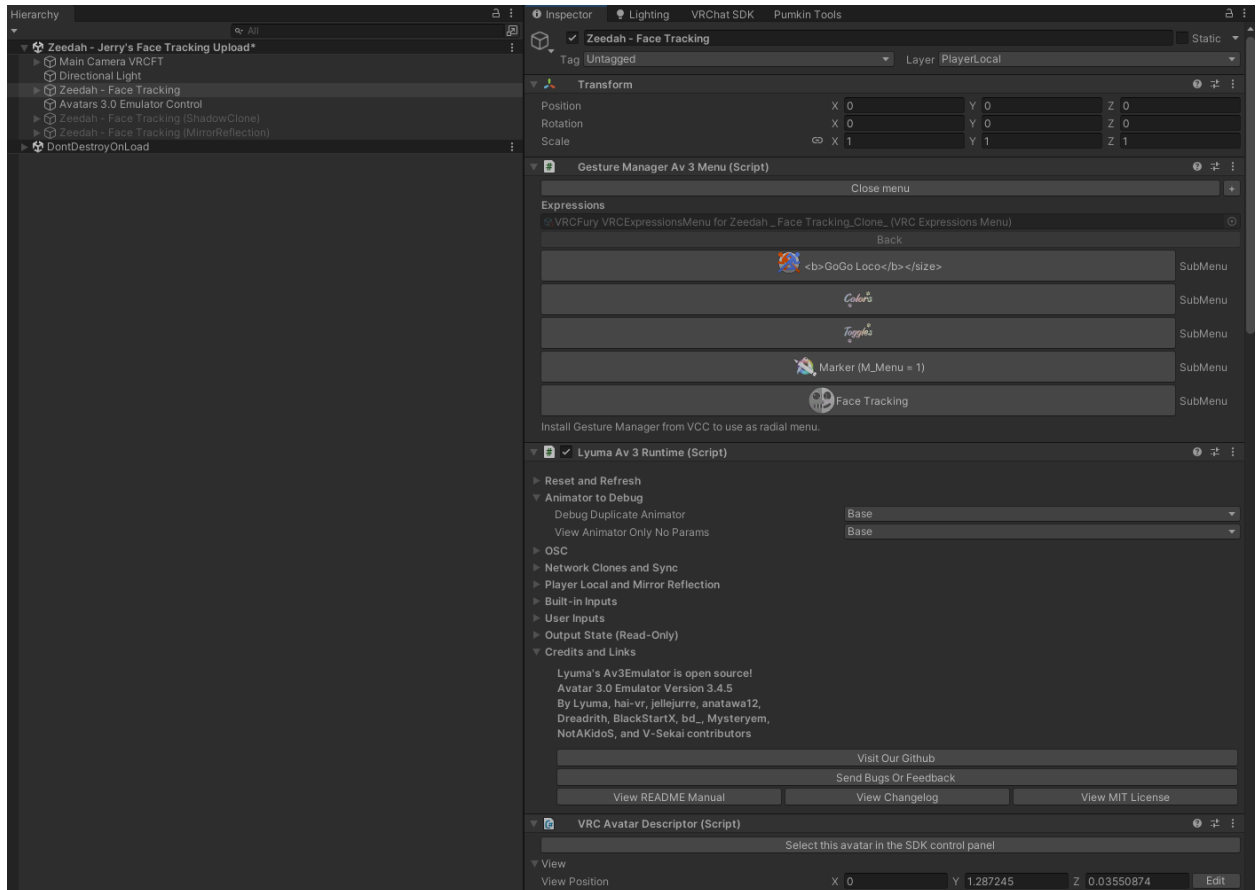 Hierarchy
All
Zeedah - Jerry's Face Tracking Upload*
Main Camera VRCFT
Directional Light
Zeedah - Face Tracking
Avatars 3.0 Emulator Control
Zeedah - Face Tracking (ShadowClone)
Zeedah - Face Tracking (MirrorReflection)
DontDestroyOnLoad
Inspector Lighting VRChat SDK Pumkin Tools
Zeedah - Face Tracking Static
Tag Untagged Layer PlayerLocal
Transform
Position X 0 Y 0 Z 0
Rotation X 0 Y 0 Z 0
Scale X 1 Y 1 Z 1
Gesture Manager Av 3 Menu (Script)
Close menu +
Expressions
VRCFury VRCExpressionsMenu for Zeedah _ Face Tracking_Clone_ (VRC Expressions Menu)
Back
<b>GoGo Loco</b></size> SubMenu
Colors SubMenu
Toggles SubMenu
Marker (M_Menu = 1) SubMenu
Face Tracking SubMenu
Install Gesture Manager from VCC to use as radial menu.
Lyuma Av 3 Runtime (Script)
Reset and Refresh
Animator to Debug
Debug Duplicate Animator Base
View Animator Only No Params Base
OSC
Network Clones and Sync
Player Local and Mirror Reflection
Built-in Inputs
User Inputs
Output State (Read-Only)
Credits and Links
Lyuma's Av3Emulator is open source!
Avatar 3.0 Emulator Version 3.4.5
By Lyuma, hai-vr, jellejurre, anatawa12,
Dreadrith, BlackStartX, bd_, Mysteryem,
NotAKidoS, and V-Sekai contributors
Visit Our Github
Send Bugs Or Feedback
View README Manual View Changelog View MIT License
VRC Avatar Descriptor (Script)
Select this avatar in the SDK control panel
View
View Position X 0 Y 1.287245 Z 0.03550874 Edit